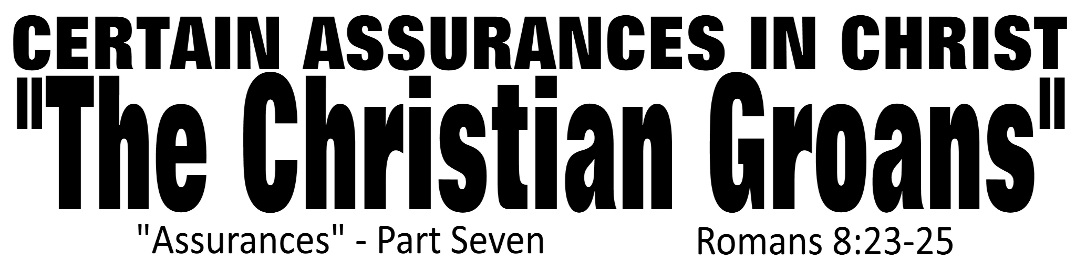 CERTAIN ASSURANCES IN CHRIST
"The Christian Groans"
"Assurances" - Part Seven Romans 8:23-25